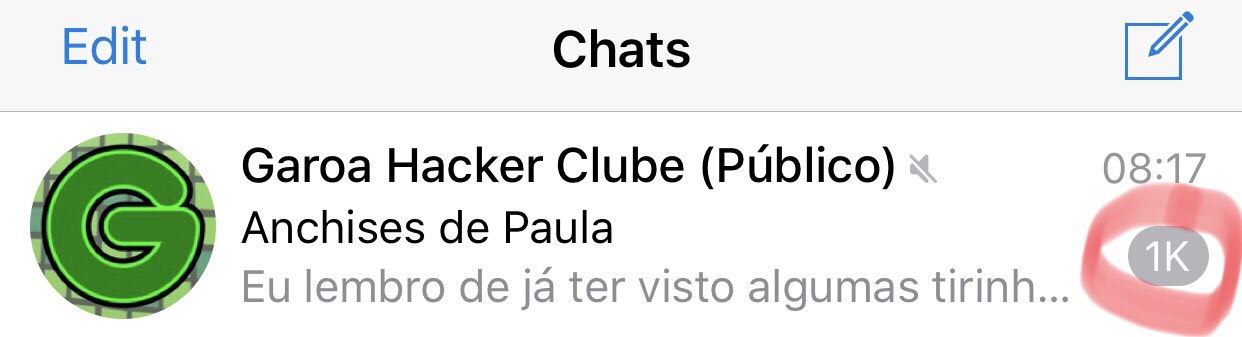 Edit
Chats
Garoa Hacker Clube (Público)
08:17
Anchises de Paula
1K
Eu lembro de já ter visto algumas tirinh...